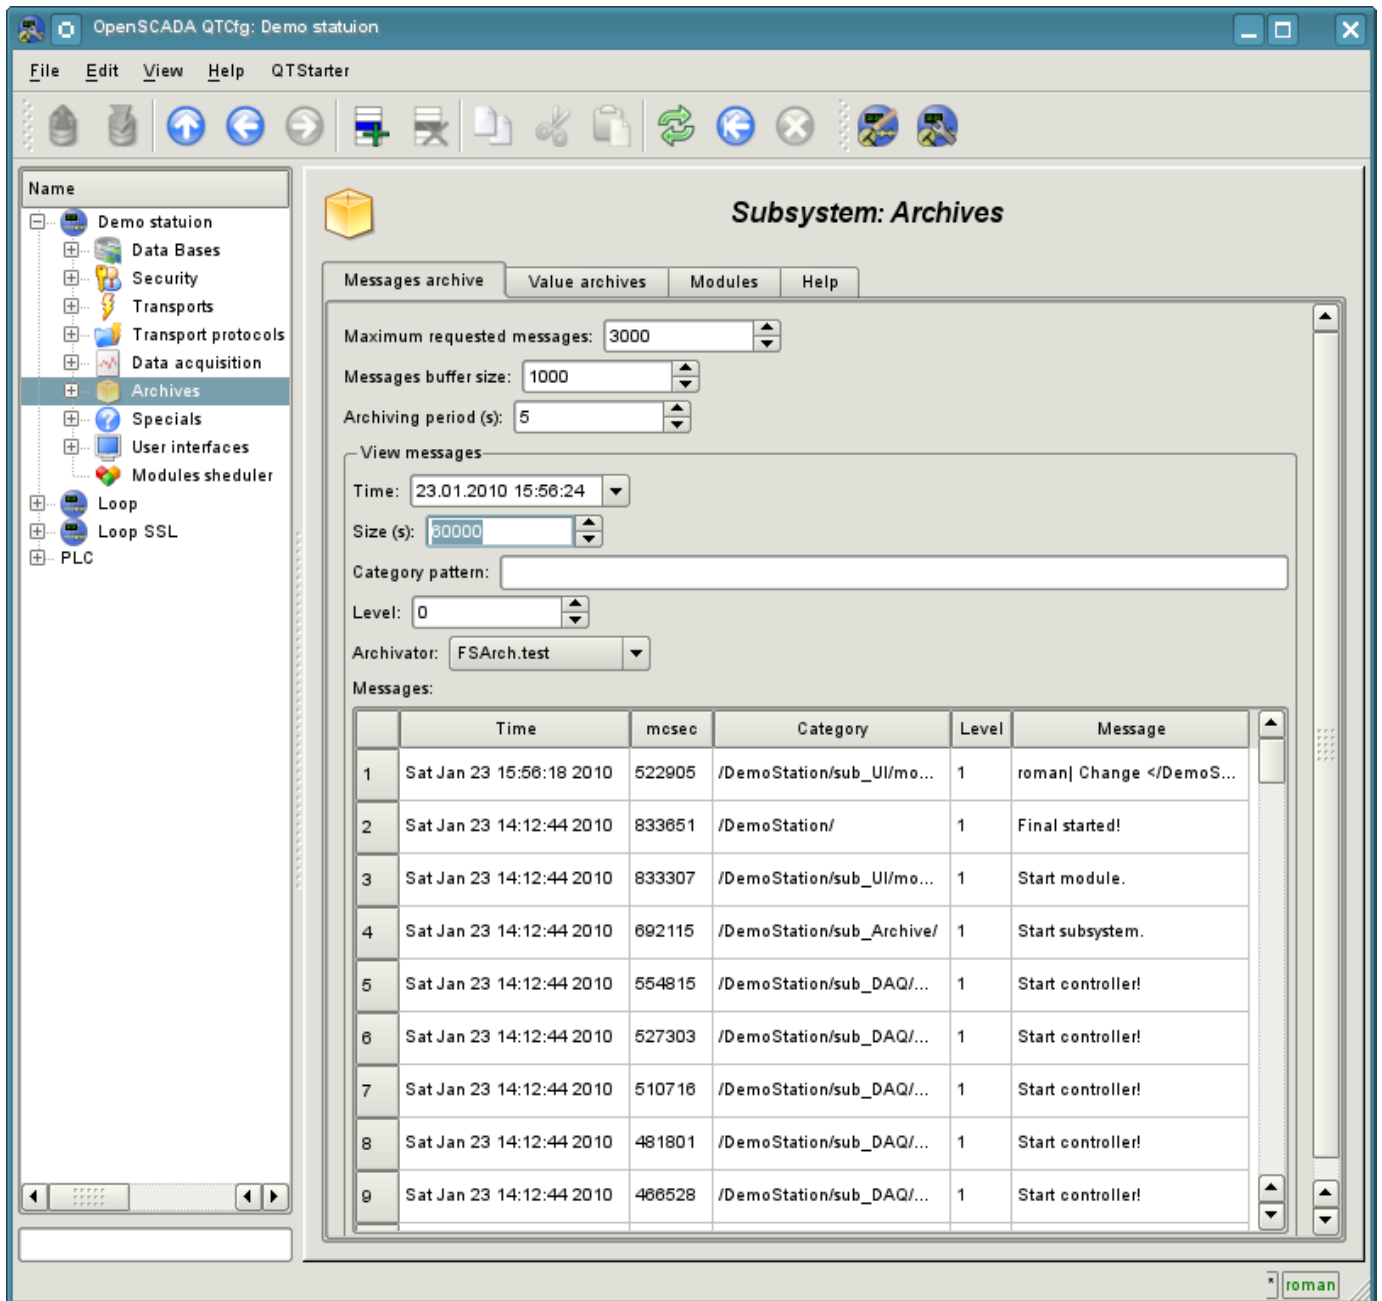 OpenSCADA QTCfg: Demo statuion
File Edit View Help QTStarter
Name
Demo statuion
Data Bases
Security
Transports
Transport protocols
Data acquisition
Archives
Specials
User interfaces
Modules sheduler
Loop
Loop SSL
PLC
Subsystem: Archives
Messages archive Value archives Modules Help
Maximum requested messages: 3000
Messages buffer size: 1000
Archiving period (s): 5
View messages
Time: 23.01.2010 15:56:24
Size (s): 60000
Category pattern:
Level: 0
Archivator: FSArch.test
Messages:
Time mcsec Category Level Message
1 Sat Jan 23 15:56:18 2010 522905 /DemoStation/sub_UI/mo... 1 roman| Change </DemoS...
2 Sat Jan 23 14:12:44 2010 833651 /DemoStation/ 1 Final started!
3 Sat Jan 23 14:12:44 2010 833307 /DemoStation/sub_UI/mo... 1 Start module.
4 Sat Jan 23 14:12:44 2010 692115 /DemoStation/sub_Archive/ 1 Start subsystem.
5 Sat Jan 23 14:12:44 2010 554815 /DemoStation/sub_DAQ/... 1 Start controller!
6 Sat Jan 23 14:12:44 2010 527303 /DemoStation/sub_DAQ/... 1 Start controller!
7 Sat Jan 23 14:12:44 2010 510716 /DemoStation/sub_DAQ/... 1 Start controller!
8 Sat Jan 23 14:12:44 2010 481801 /DemoStation/sub_DAQ/... 1 Start controller!
9 Sat Jan 23 14:12:44 2010 466528 /DemoStation/sub_DAQ/... 1 Start controller!
* roman